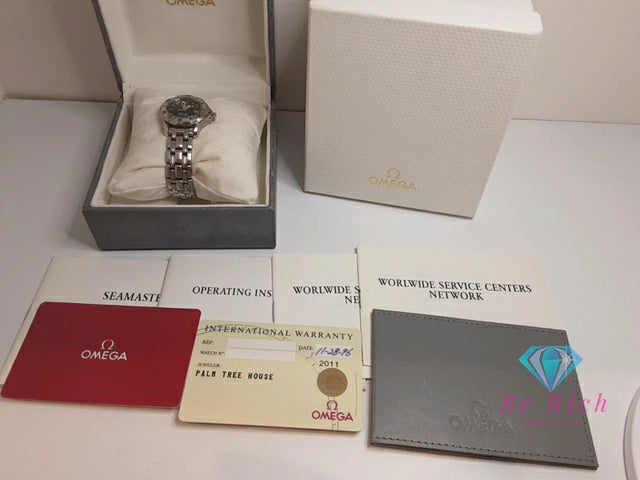 OMEGA
OMEGA
SEAMASTE
OPERATING INS
WORLWIDE S
NE
WORLWIDE SERVICE CENTERS
NETWORK
OMEGA
INTERNATIONAL WARRANTY
REF:
DATE: 11-28-96
WATCH Nº:
JEWELER: 2011
PALM TREE HOUSE
OMEGA
OMEGA
Be Rich